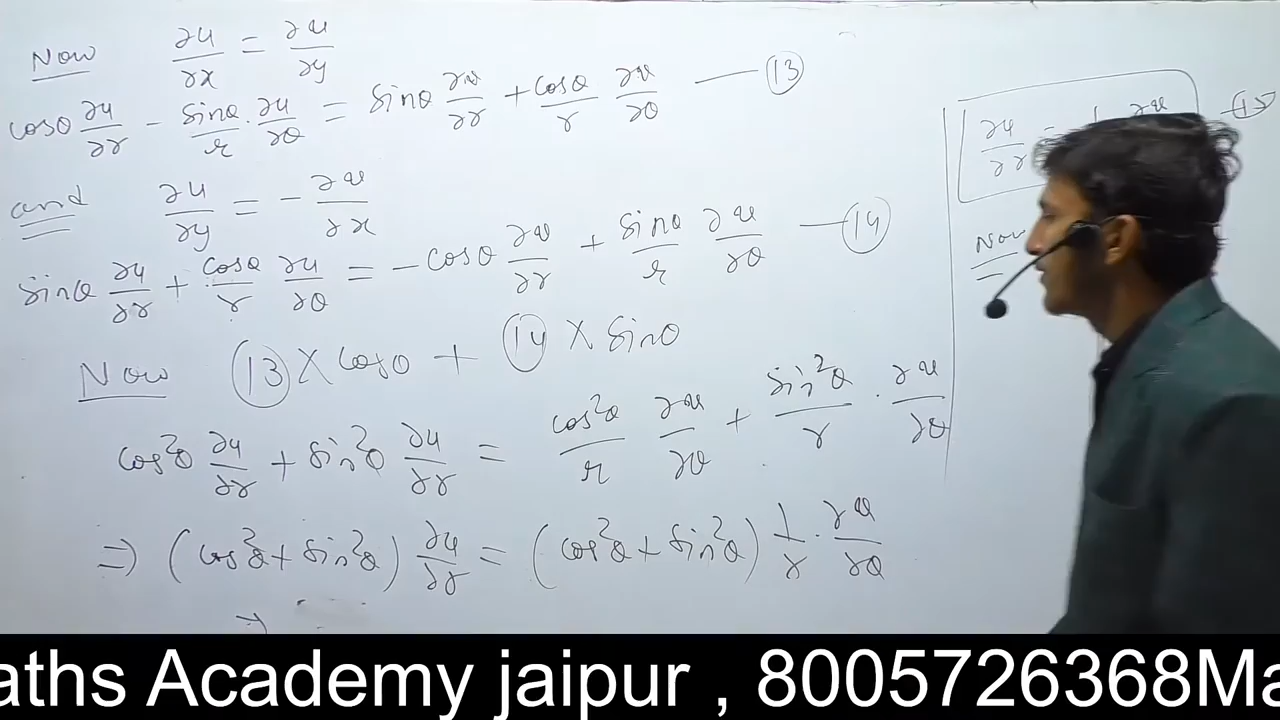 Now ∂u/∂x = ∂v/∂y
cosθ ∂u/∂r - sinθ/r . ∂u/∂θ = sinθ ∂v/∂r + cosθ/r ∂v/∂θ — (13)
and ∂u/∂y = - ∂v/∂x
sinθ ∂u/∂r + cosθ/r ∂u/∂θ = - cosθ ∂v/∂r + sinθ/r ∂v/∂θ — (14)
Now (13) X cosθ + (14) X sinθ
cos²θ ∂u/∂r + sin²θ ∂u/∂r = cos²θ/r ∂v/∂θ + sin²θ/r . ∂v/∂θ
⇒ (cos²θ + sin²θ) ∂u/∂r = (cos²θ + sin²θ) 1/r . ∂v/∂θ
⇒
∂u/∂r = — (15)
Now
aths Academy jaipur , 8005726368Ma